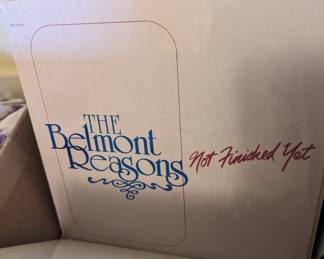 THE
Belmont
Reasons
Not Finished Yet